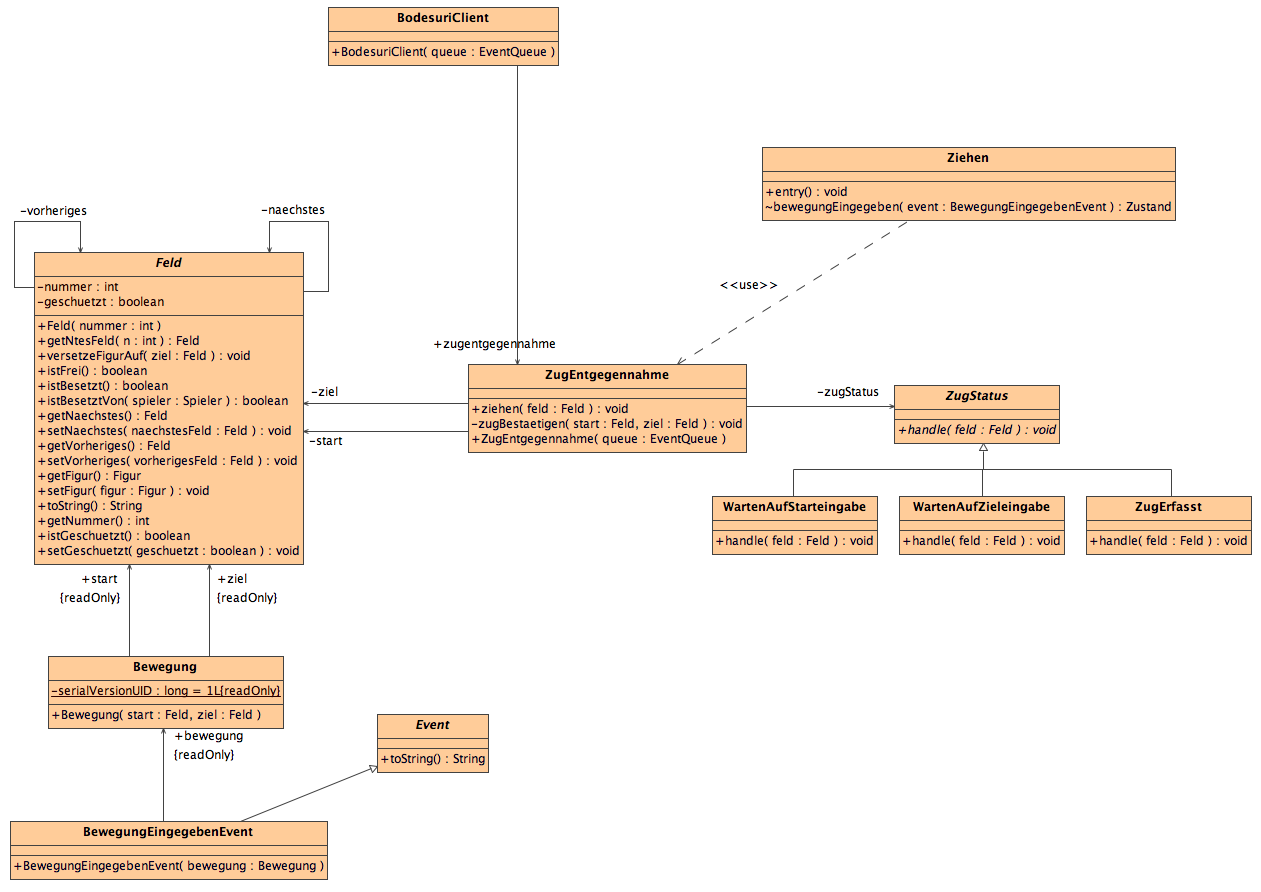 BodesuriClient
+BodesuriClient( queue : EventQueue )
Ziehen
+entry() : void
~bewegungEingegeben( event : BewegungEingegebenEvent ) : Zustand
<<use>>
-vorheriges
-naechstes
Feld
-nummer : int
-geschuetzt : boolean
+Feld( nummer : int )
+getNtesFeld( n : int ) : Feld
+versetzeFigurAuf( ziel : Feld ) : void
+istFrei() : boolean
+istBesetzt() : boolean
+istBesetztVon( spieler : Spieler ) : boolean
+getNaechstes() : Feld
+setNaechstes( naechstesFeld : Feld ) : void
+getVorheriges() : Feld
+setVorheriges( vorherigesFeld : Feld ) : void
+getFigur() : Figur
+setFigur( figur : Figur ) : void
+toString() : String
+getNummer() : int
+istGeschuetzt() : boolean
+setGeschuetzt( geschuetzt : boolean ) : void
+zugentgegennahme
-ziel
-start
ZugEntgegennahme
+ziehen( feld : Feld ) : void
-zugBestaetigen( start : Feld, ziel : Feld ) : void
+ZugEntgegennahme( queue : EventQueue )
-zugStatus
ZugStatus
+handle( feld : Feld ) : void
WartenAufStarteingabe
+handle( feld : Feld ) : void
WartenAufZieleingabe
+handle( feld : Feld ) : void
ZugErfasst
+handle( feld : Feld ) : void
+start
{readOnly}
+ziel
{readOnly}
Bewegung
-serialVersionUID : long = 1L{readOnly}
+Bewegung( start : Feld, ziel : Feld )
+bewegung
{readOnly}
Event
+toString() : String
BewegungEingegebenEvent
+BewegungEingegebenEvent( bewegung : Bewegung )